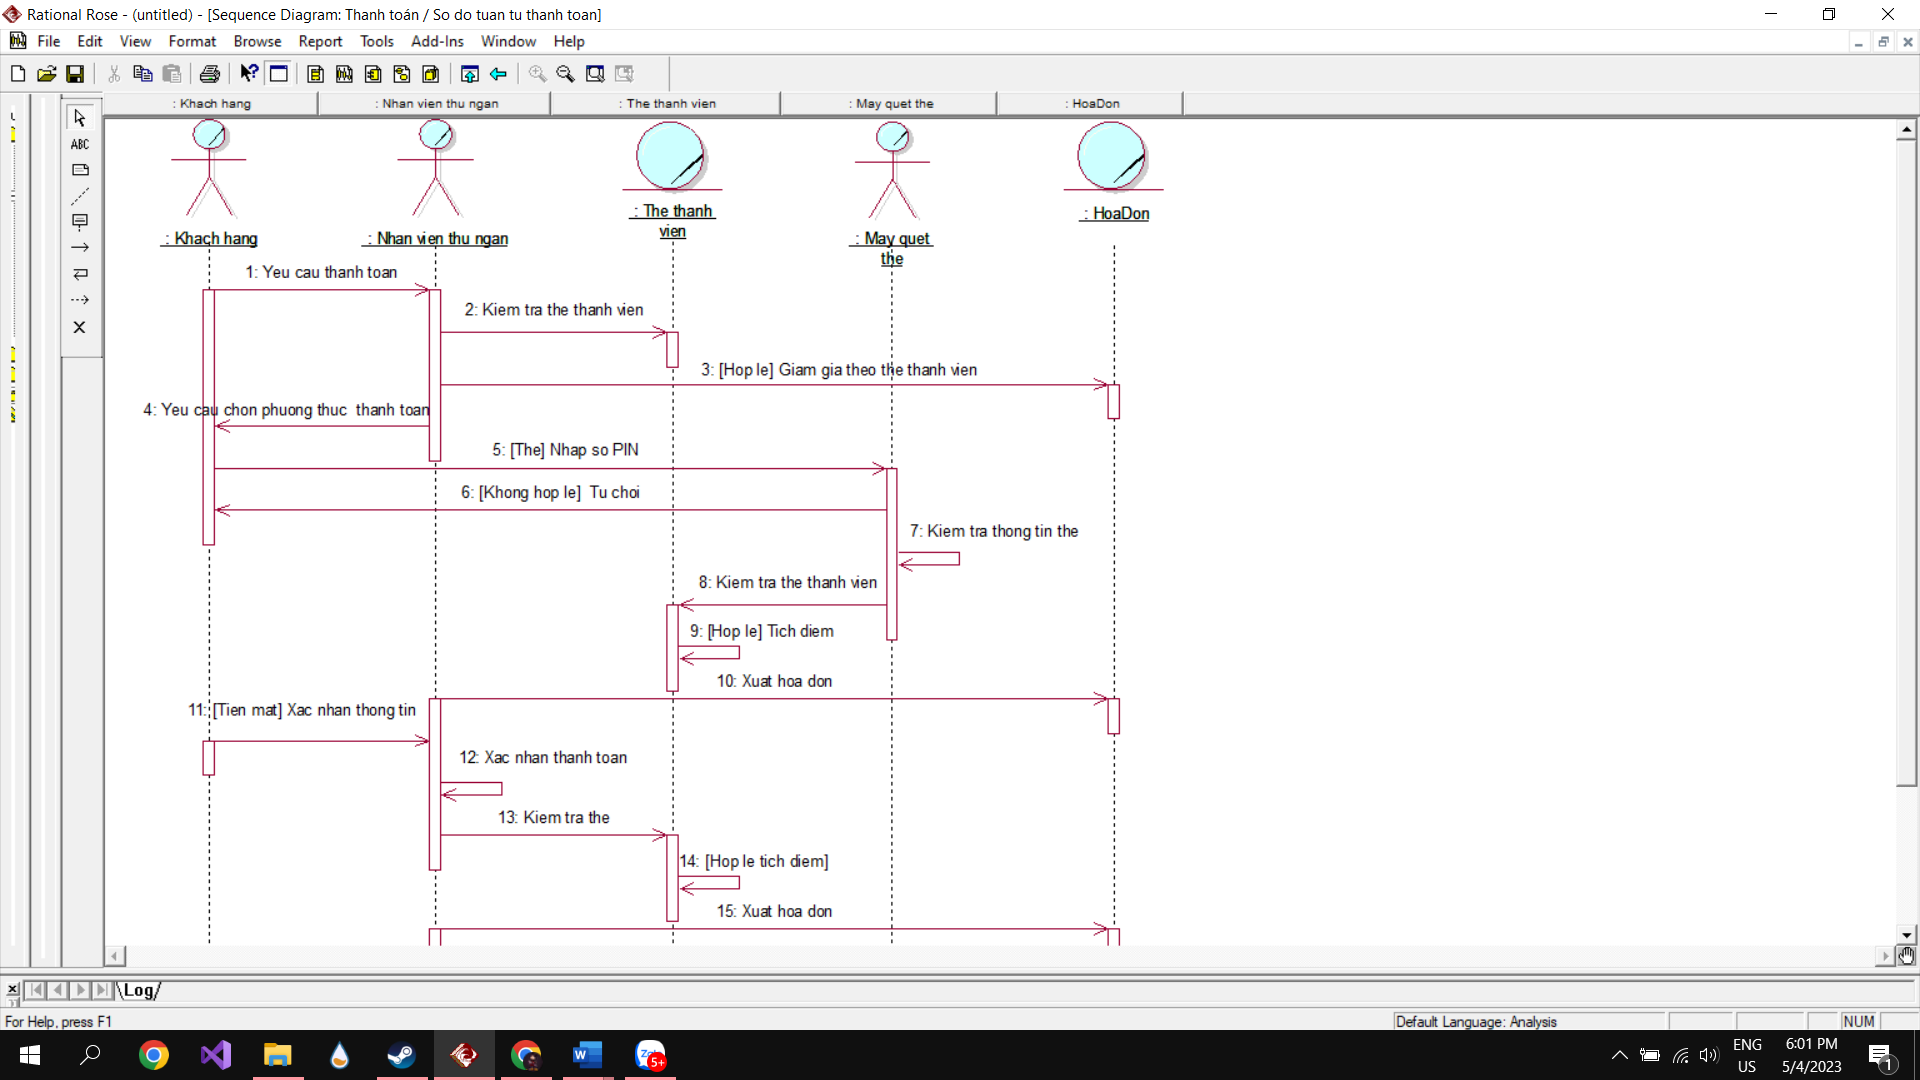 Rational Rose - (untitled) - [Sequence Diagram: Thanh toán / So do tuan tu thanh toan]
File Edit View Format Browse Report Tools Add-Ins Window Help
: Khach hang : Nhan vien thu ngan : The thanh vien : May quet the : HoaDon
ABC
: Khach hang
: Nhan vien thu ngan
: The thanh
vien
: May quet
the
: HoaDon
1: Yeu cau thanh toan
2: Kiem tra the thanh vien
3: [Hop le] Giam gia theo the thanh vien
4: Yeu cau chon phuong thuc thanh toan
5: [The] Nhap so PIN
6: [Khong hop le] Tu choi
7: Kiem tra thong tin the
8: Kiem tra the thanh vien
9: [Hop le] Tich diem
10: Xuat hoa don
11: [Tien mat] Xac nhan thong tin
12: Xac nhan thanh toan
13: Kiem tra the
14: [Hop le tich diem]
15: Xuat hoa don
\Log/
For Help, press F1
Default Language: Analysis
NUM
W
5+
ENG
US
6:01 PM
5/4/2023
1